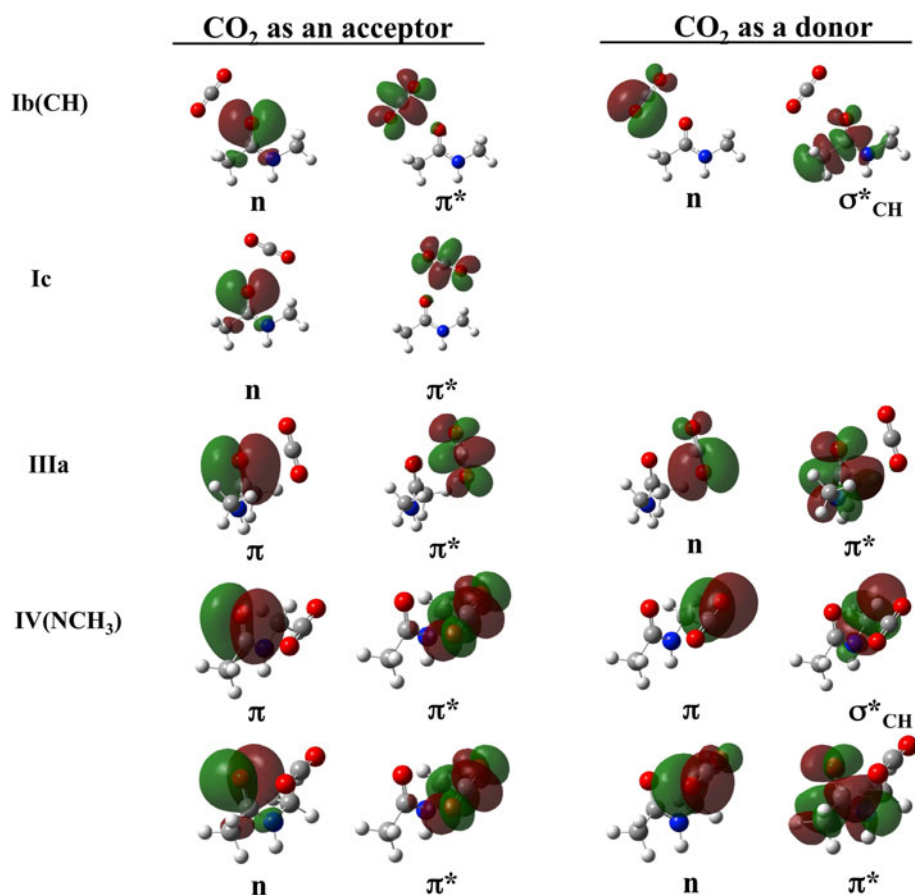 CO₂ as an acceptor CO₂ as a donor
Ib(CH)
n π* n σ*CH
Ic
n π*
IIIa
π π* n π*
IV(NCH₃)
π π* π σ*CH
n π* n π*